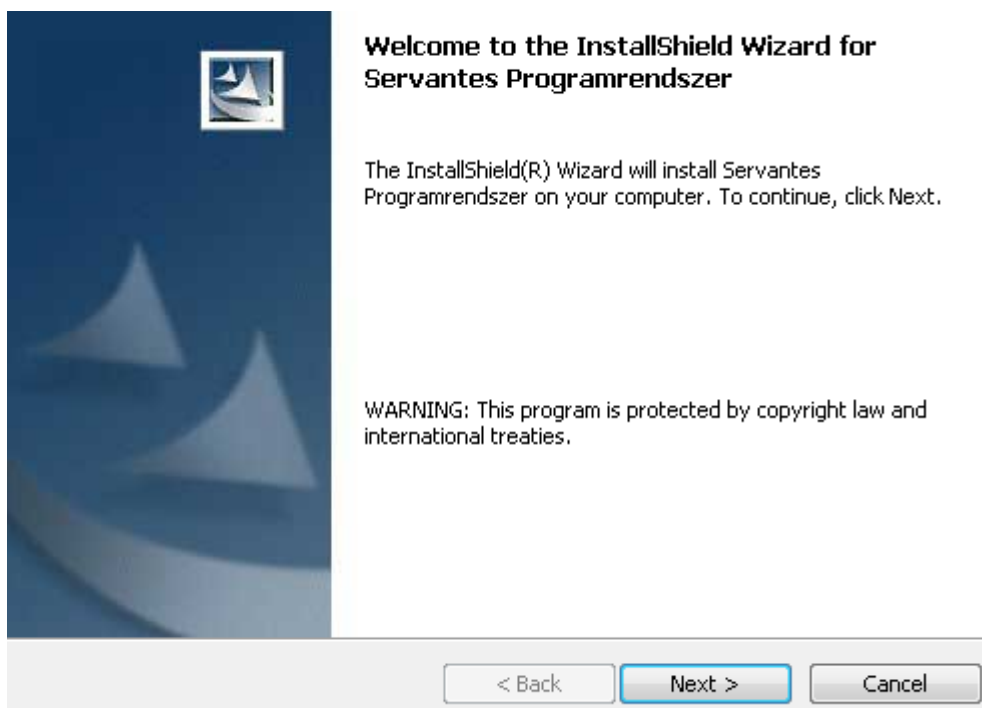 Welcome to the InstallShield Wizard for
Servantes Programrendszer
The InstallShield(R) Wizard will install Servantes
Programrendszer on your computer. To continue, click Next.
WARNING: This program is protected by copyright law and
international treaties.
< Back
Next >
Cancel